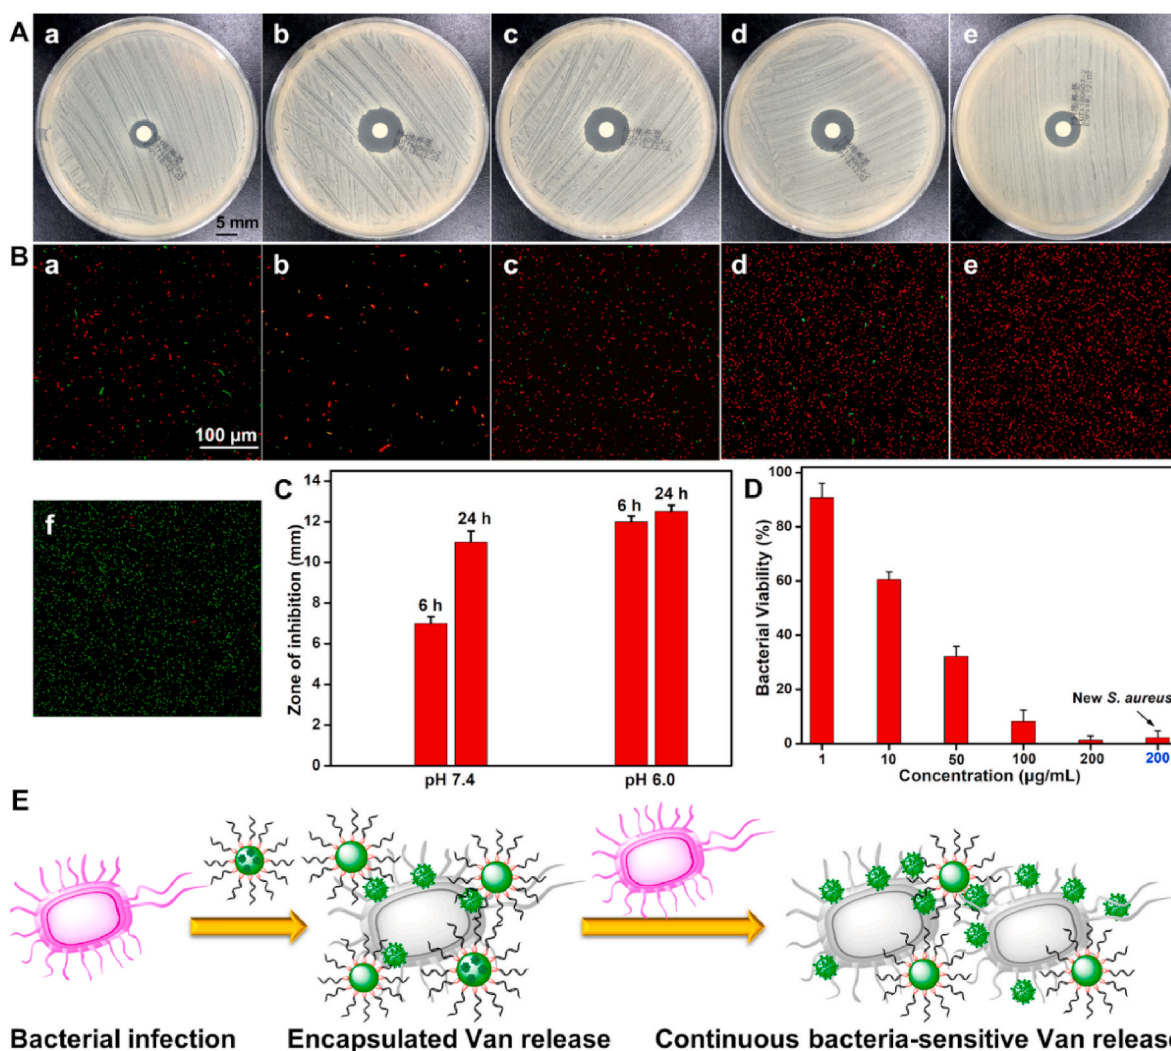 A
a
b
c
d
e
5 mm
B
a
b
c
d
e
100 µm
f
C
Zone of inhibition (mm)
14
12
10
8
6
4
2
0
6 h
24 h
6 h
24 h
pH 7.4
pH 6.0
D
Bacterial Viability (%)
100
80
60
40
20
0
New S. aureus
1
10
50
100
200
200
Concentration (µg/mL)
E
Bacterial infection
Encapsulated Van release
Continuous bacteria-sensitive Van release